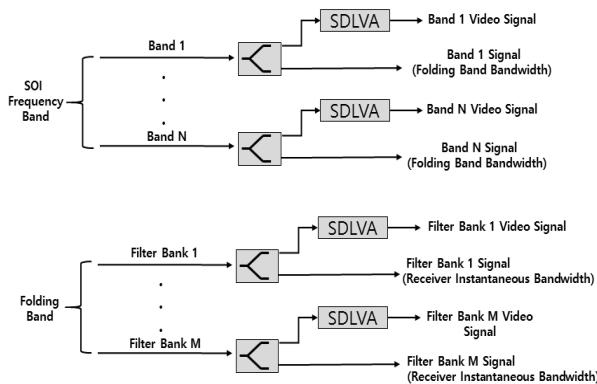 SDLVA
Band 1 Video Signal
Band 1
Band 1 Signal
(Folding Band Bandwidth)
SOI
Frequency
Band
SDLVA
Band N Video Signal
Band N
Band N Signal
(Folding Band Bandwidth)
SDLVA
Filter Bank 1 Video Signal
Filter Bank 1
Filter Bank 1 Signal
(Receiver Instantaneous Bandwidth)
Folding
Band
SDLVA
Filter Bank M Video
Signal
Filter Bank M
Filter Bank M Signal
(Receiver Instantaneous Bandwidth)